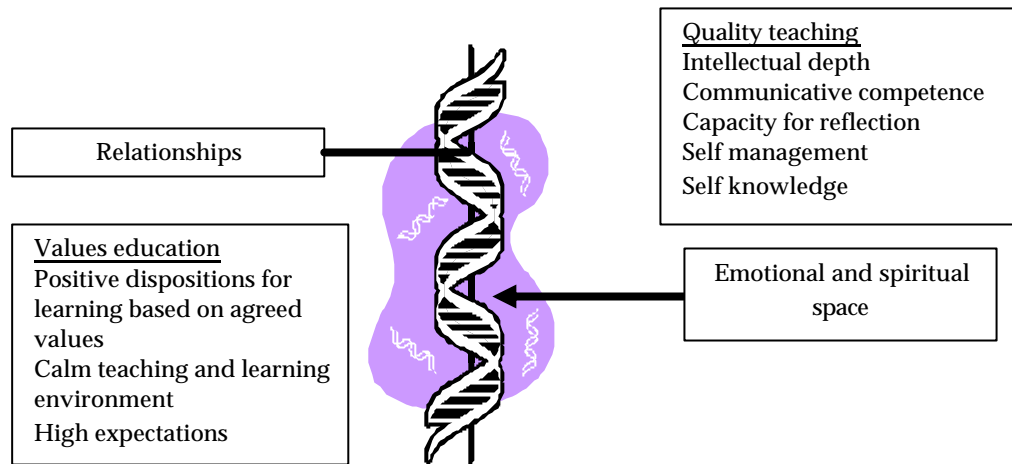 Quality teaching
Intellectual depth
Communicative competence
Capacity for reflection
Self management
Self knowledge
Relationships
Values education
Positive dispositions for
learning based on agreed
values
Calm teaching and learning
environment
High expectations
Emotional and spiritual
space